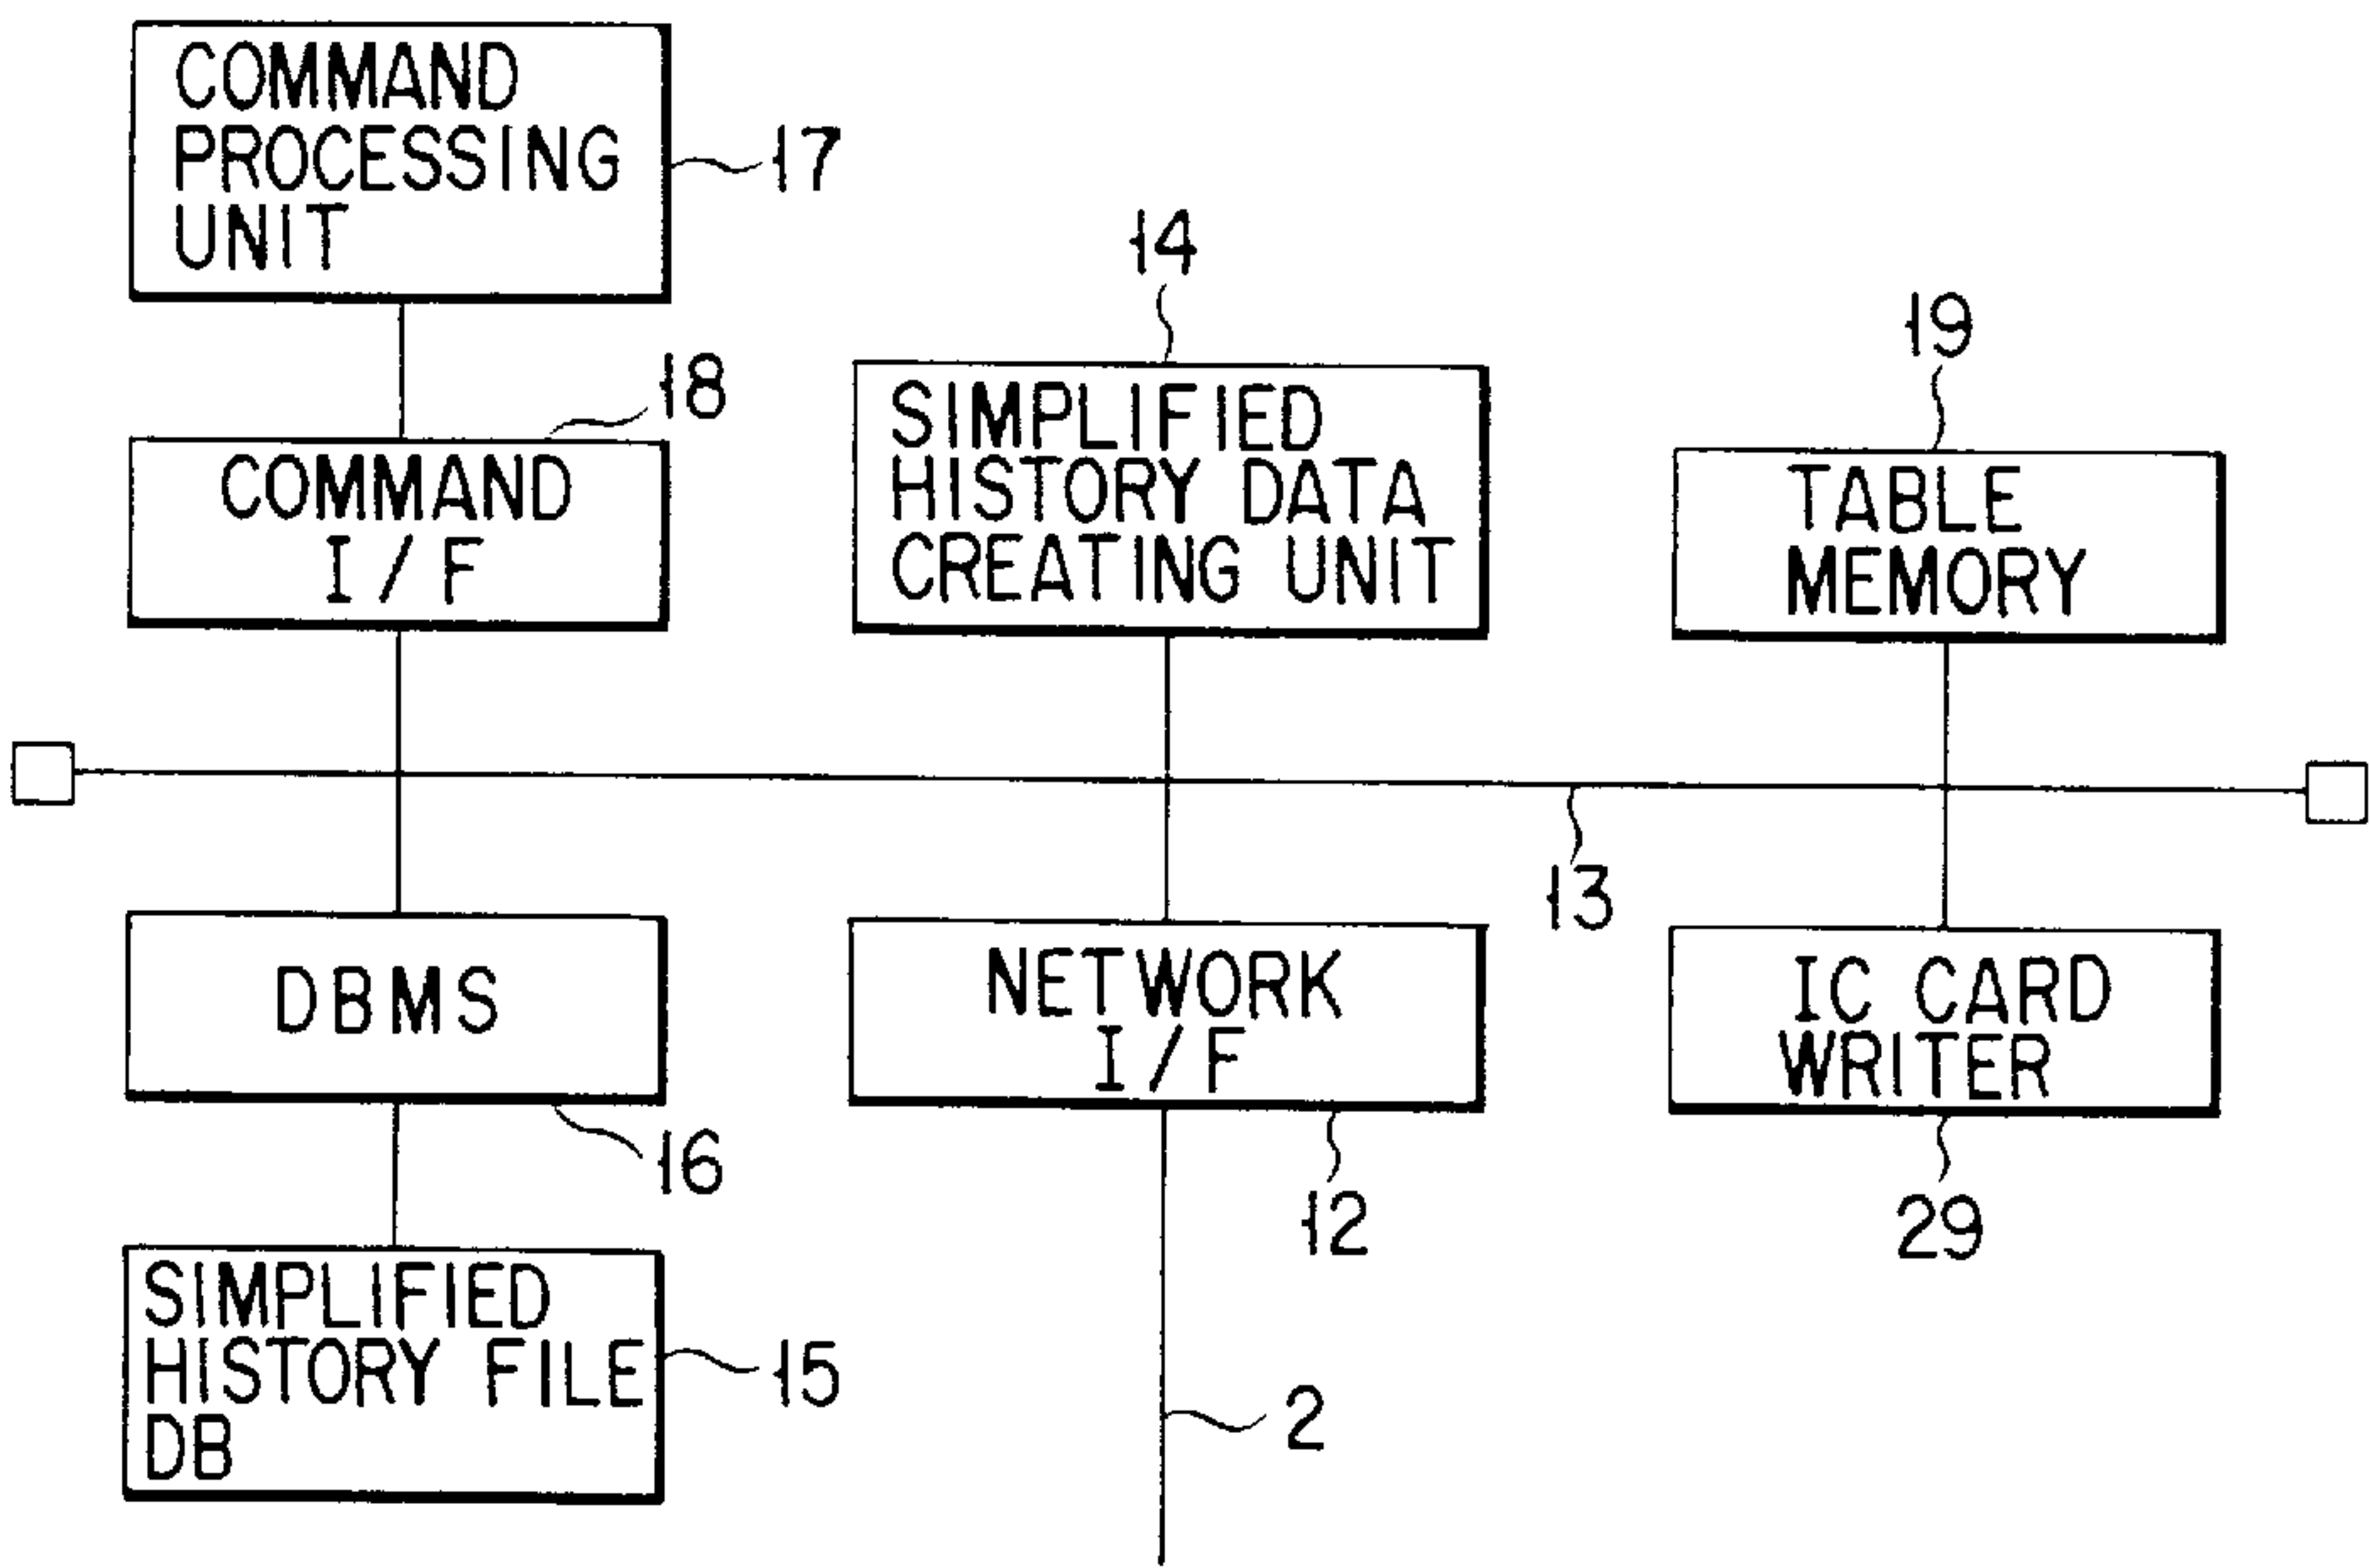 COMMAND
PROCESSING
UNIT
17
14
19
18
COMMAND
I/F
SIMPLIFIED
HISTORY DATA
CREATING UNIT
TABLE
MEMORY
13
DBMS
NETWORK
I/F
IC CARD
WRITER
16
12
29
SIMPLIFIED
HISTORY FILE
DB
15
2